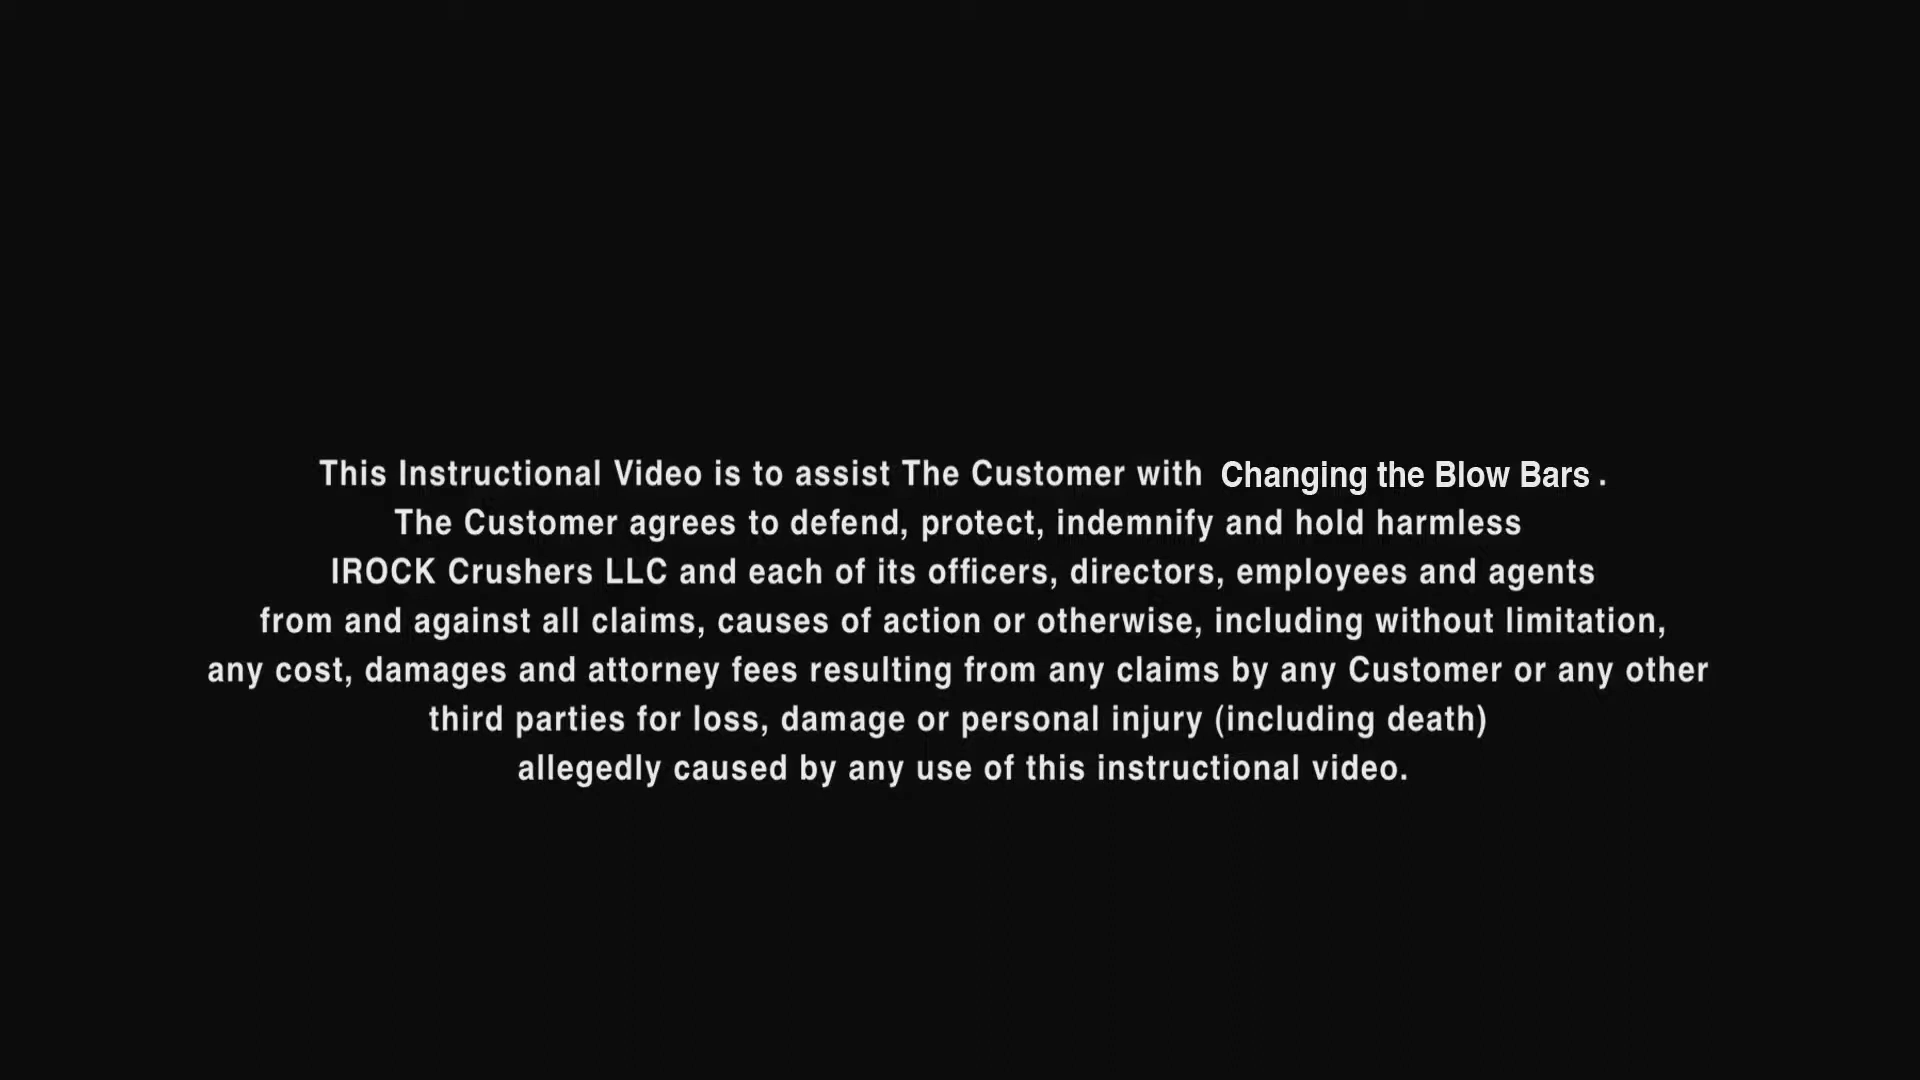 This Instructional Video is to assist The Customer with Changing the Blow Bars .
The Customer agrees to defend, protect, indemnify and hold harmless
IROCK Crushers LLC and each of its officers, directors, employees and agents
from and against all claims, causes of action or otherwise, including without limitation,
any cost, damages and attorney fees resulting from any claims by any Customer or any other
third parties for loss, damage or personal injury (including death)
allegedly caused by any use of this instructional video.